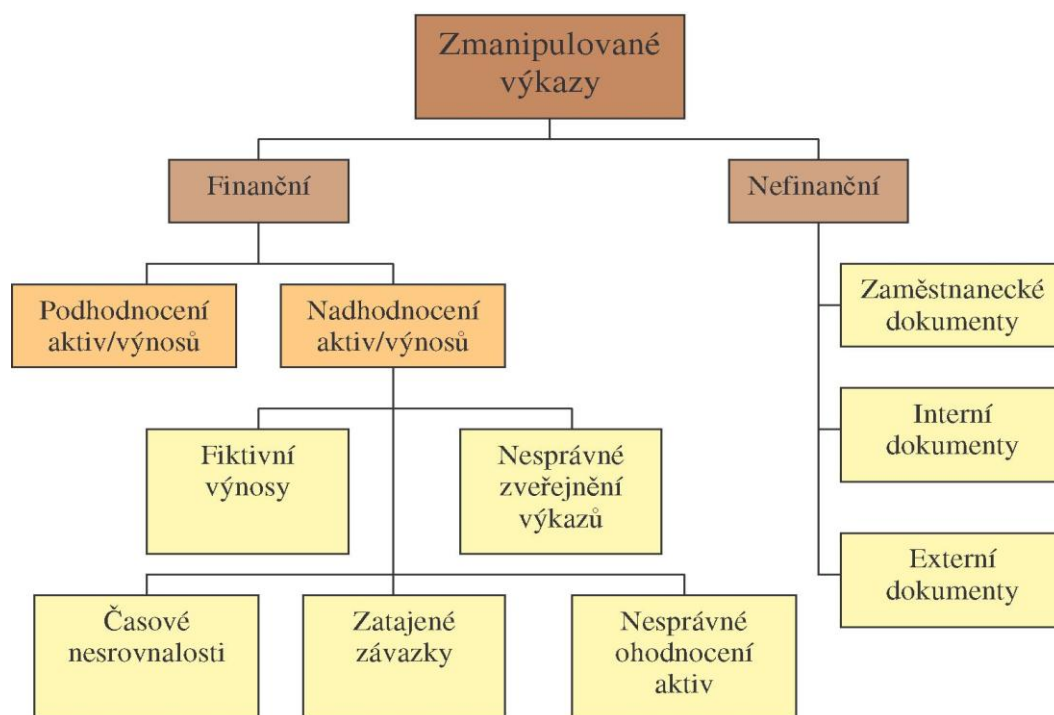 Zmanipulované
výkazy
Finanční
Nefinanční
Podhodnocení
aktiv/výnosů
Nadhodnocení
aktiv/výnosů
Zaměstnanecké
dokumenty
Interní
dokumenty
Externí
dokumenty
Fiktivní
výnosy
Nesprávné
zveřejnění
výkazů
Časové
nesrovnalosti
Zatajené
závazky
Nesprávné
ohodnocení
aktiv